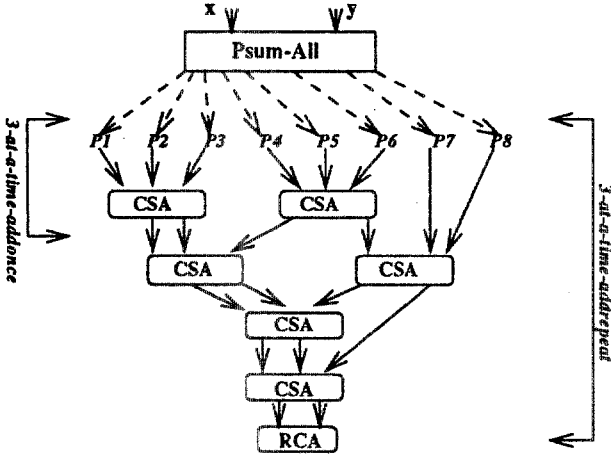 x y
Psum-All
P1 P2 P3 P4 P5 P6 P7 P8
3-at-a-time-addonce
CSA CSA
3-at-a-time-addrepeat
CSA CSA
CSA
CSA
RCA